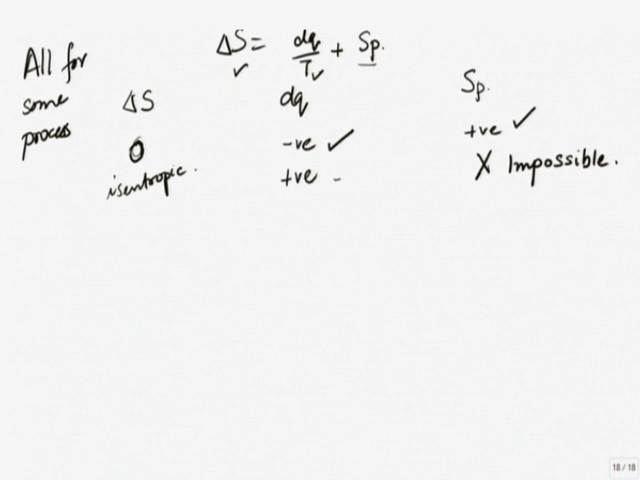 ΔS = dq/T + Sp.
All for some process
ΔS dq Sp.
0 -ve ✓ +ve ✓
isentropic. +ve - X Impossible.
18 / 18